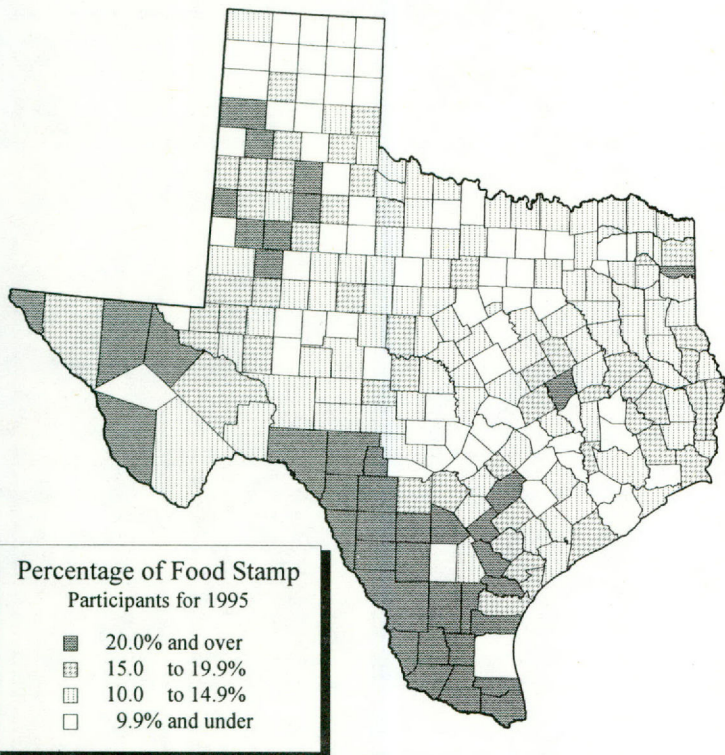 Percentage of Food Stamp
Participants for 1995
20.0% and over
15.0 to 19.9%
10.0 to 14.9%
9.9% and under